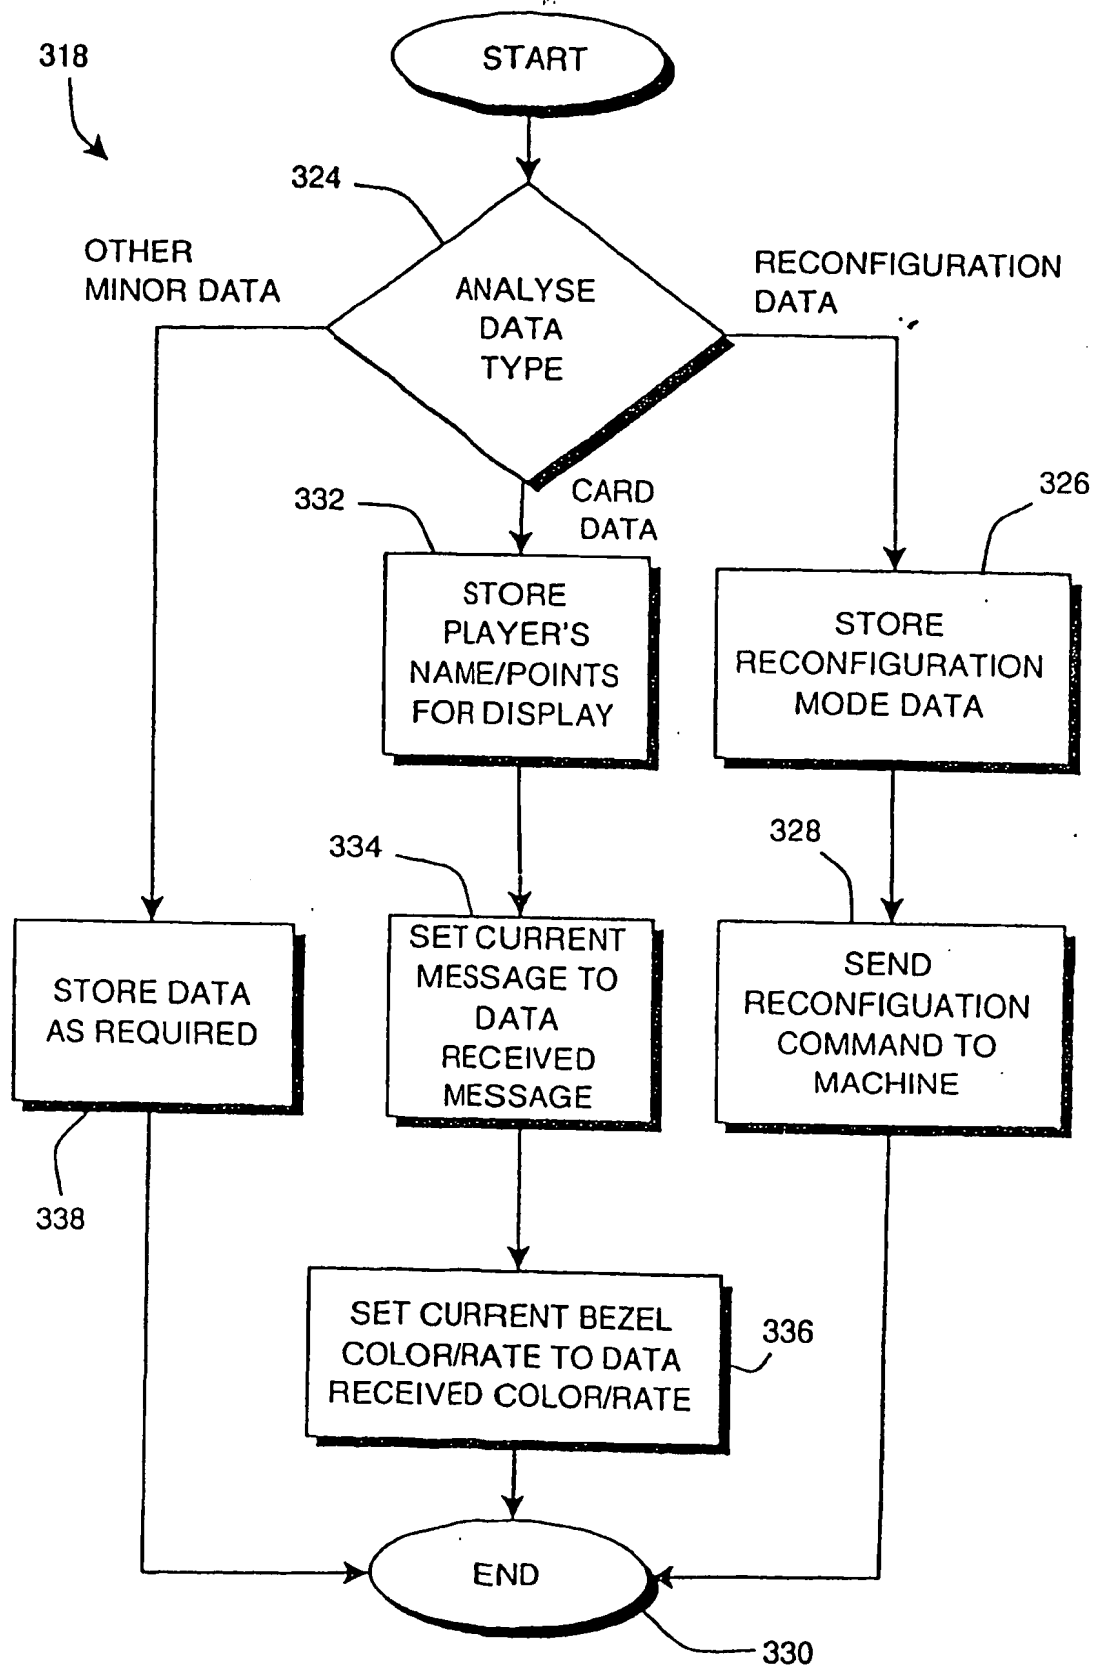 START
318
324
OTHER
MINOR DATA
ANALYSE
DATA
TYPE
RECONFIGURATION
DATA
332
CARD
DATA
326
STORE
PLAYER'S
NAME/POINTS
FOR DISPLAY
STORE
RECONFIGURATION
MODE DATA
334
328
STORE DATA
AS REQUIRED
SET CURRENT
MESSAGE TO
DATA
RECEIVED
MESSAGE
SEND
RECONFIGUATION
COMMAND TO
MACHINE
338
SET CURRENT BEZEL
COLOR/RATE TO DATA
RECEIVED COLOR/RATE
336
END
330